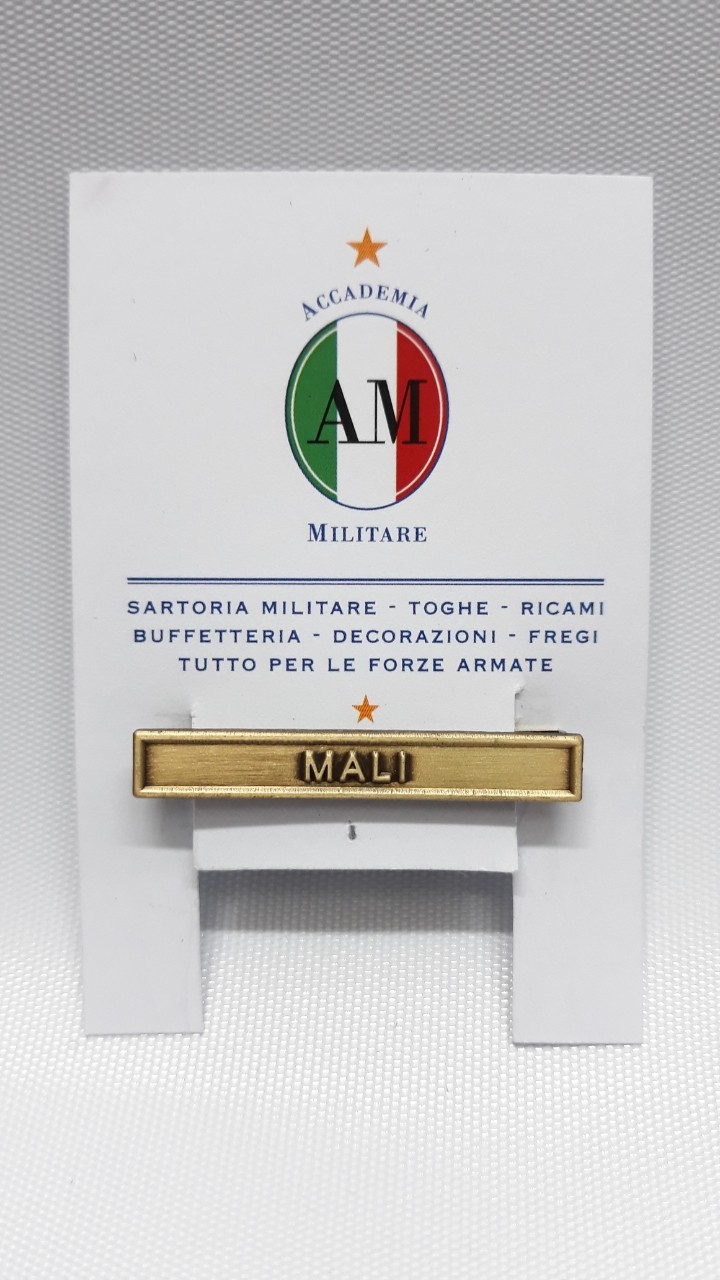 ACCADEMIA
AM
MILITARE
SARTORIA MILITARE - TOGHE - RICAMI
BUFFETTERIA - DECORAZIONI - FREGI
TUTTO PER LE FORZE ARMATE
MALI